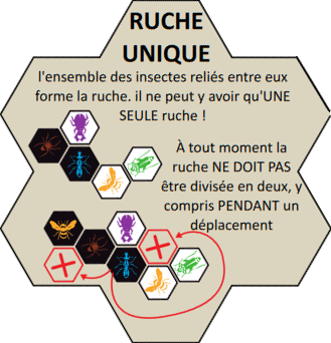 RUCHE
UNIQUE
l'ensemble des insectes reliés entre eux
forme la ruche. il ne peut y avoir qu'UNE
SEULE ruche !
À tout moment la
ruche NE DOIT PAS
être divisée en deux, y
compris PENDANT un
déplacement